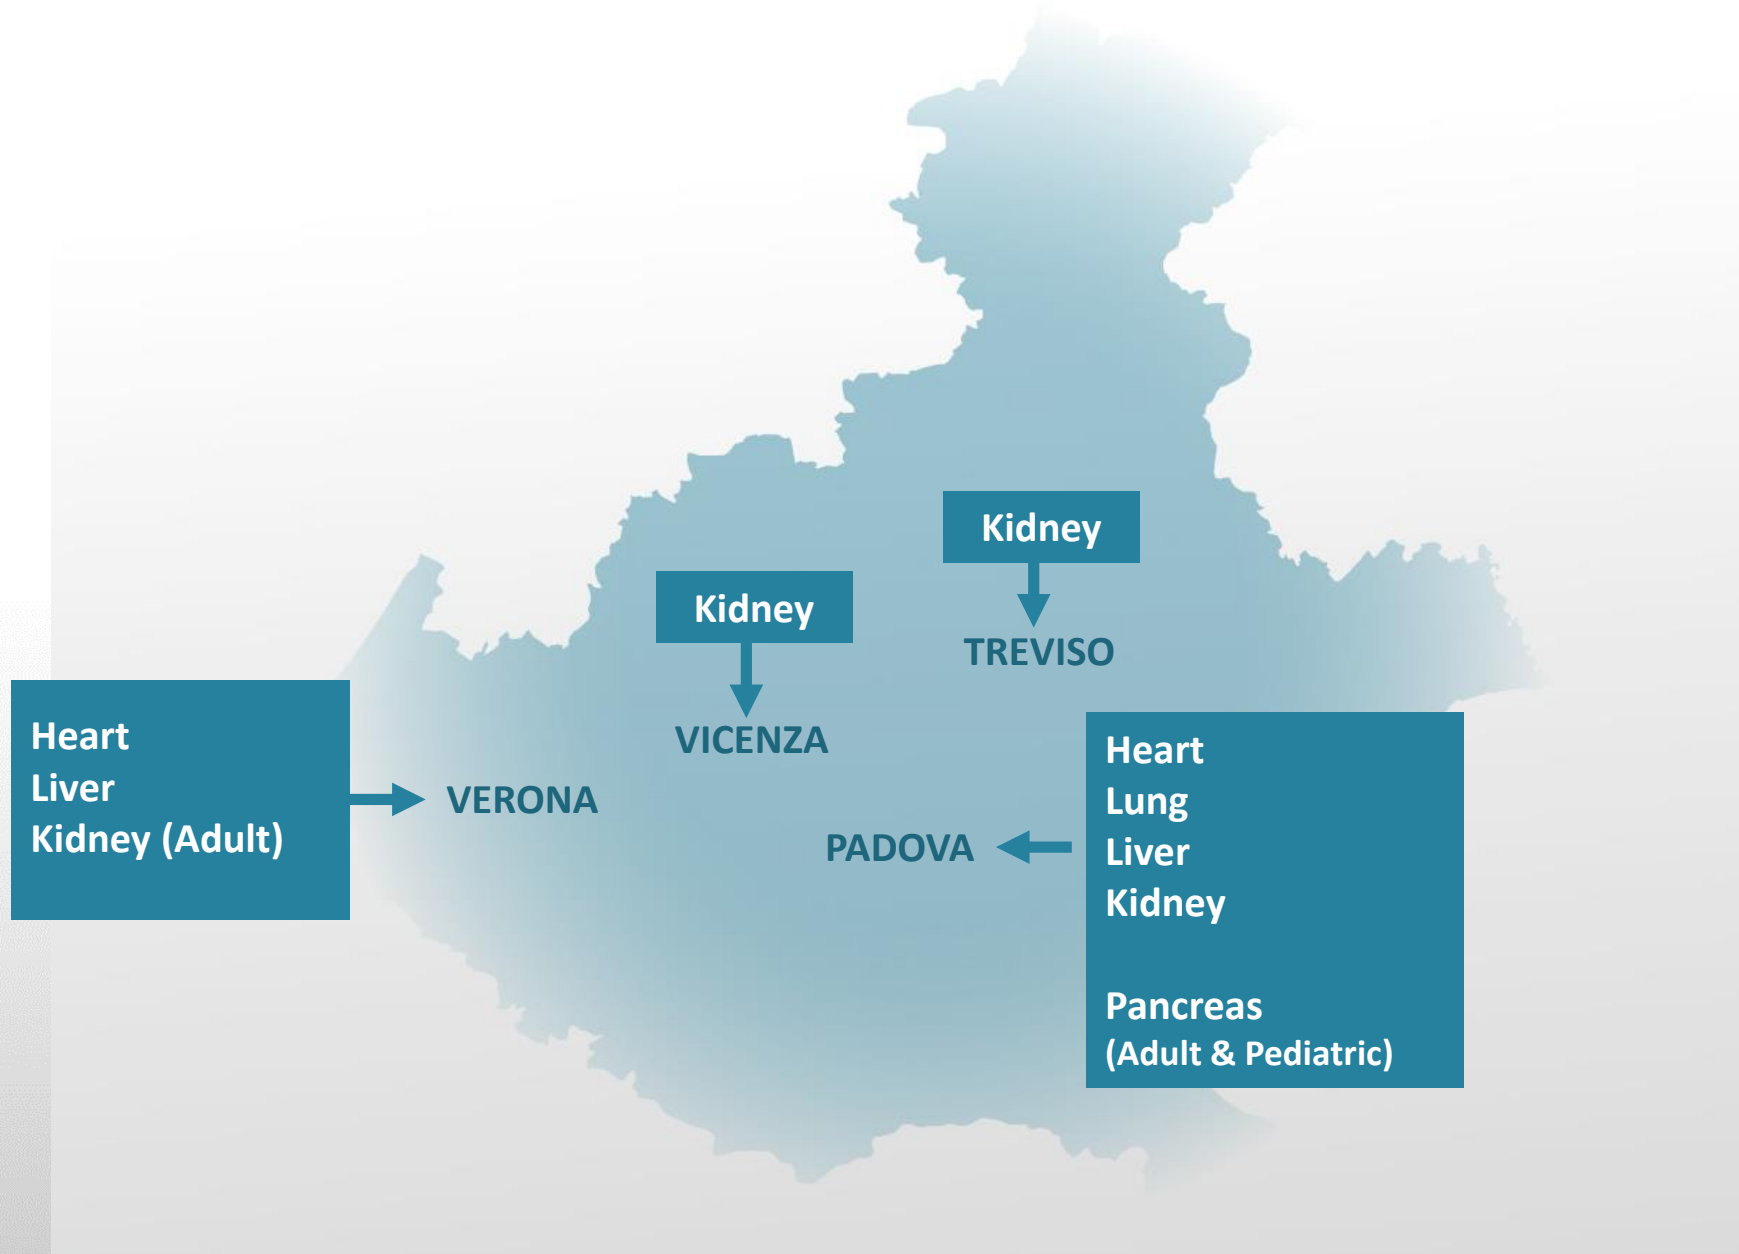 Kidney
TREVISO
Kidney
VICENZA
Heart
Liver
Kidney (Adult)
VERONA
PADOVA
Heart
Lung
Liver
Kidney
Pancreas
(Adult & Pediatric)